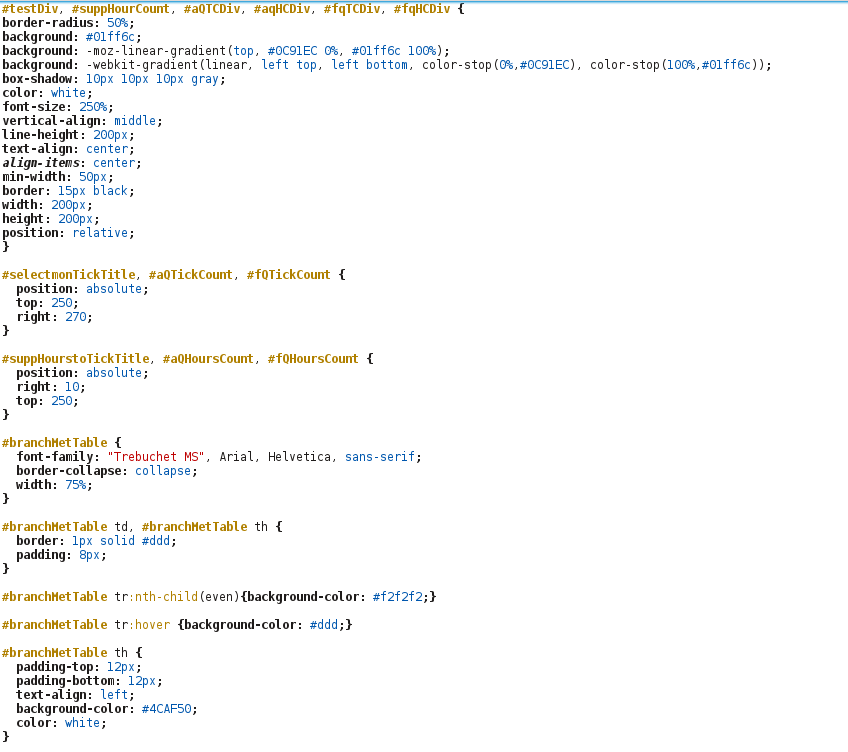 #testDiv, #suppHourCount, #aQTCDiv, #aqHCDiv, #fqTCDiv, #fqHCDiv {
border-radius: 50%;
background: #01ff6c;
background: -moz-linear-gradient(top, #0C91EC 0%, #01ff6c 100%);
background: -webkit-gradient(linear, left top, left bottom, color-stop(0%,#0C91EC), color-stop(100%,#01ff6c));
box-shadow: 10px 10px 10px gray;
color: white;
font-size: 250%;
vertical-align: middle;
line-height: 200px;
text-align: center;
align-items: center;
min-width: 50px;
border: 15px black;
width: 200px;
height: 200px;
position: relative;
}

#selectmonTickTitle, #aQTickCount, #fQTickCount {
  position: absolute;
  top: 250;
  right: 270;
}

#suppHourstoTickTitle, #aQHoursCount, #fQHoursCount {
  position: absolute;
  right: 10;
  top: 250;
}

#branchMetTable {
  font-family: "Trebuchet MS", Arial, Helvetica, sans-serif;
  border-collapse: collapse;
  width: 75%;
}

#branchMetTable td, #branchMetTable th {
  border: 1px solid #ddd;
  padding: 8px;
}

#branchMetTable tr:nth-child(even){background-color: #f2f2f2;}

#branchMetTable tr:hover {background-color: #ddd;}

#branchMetTable th {
  padding-top: 12px;
  padding-bottom: 12px;
  text-align: left;
  background-color: #4CAF50;
  color: white;
}